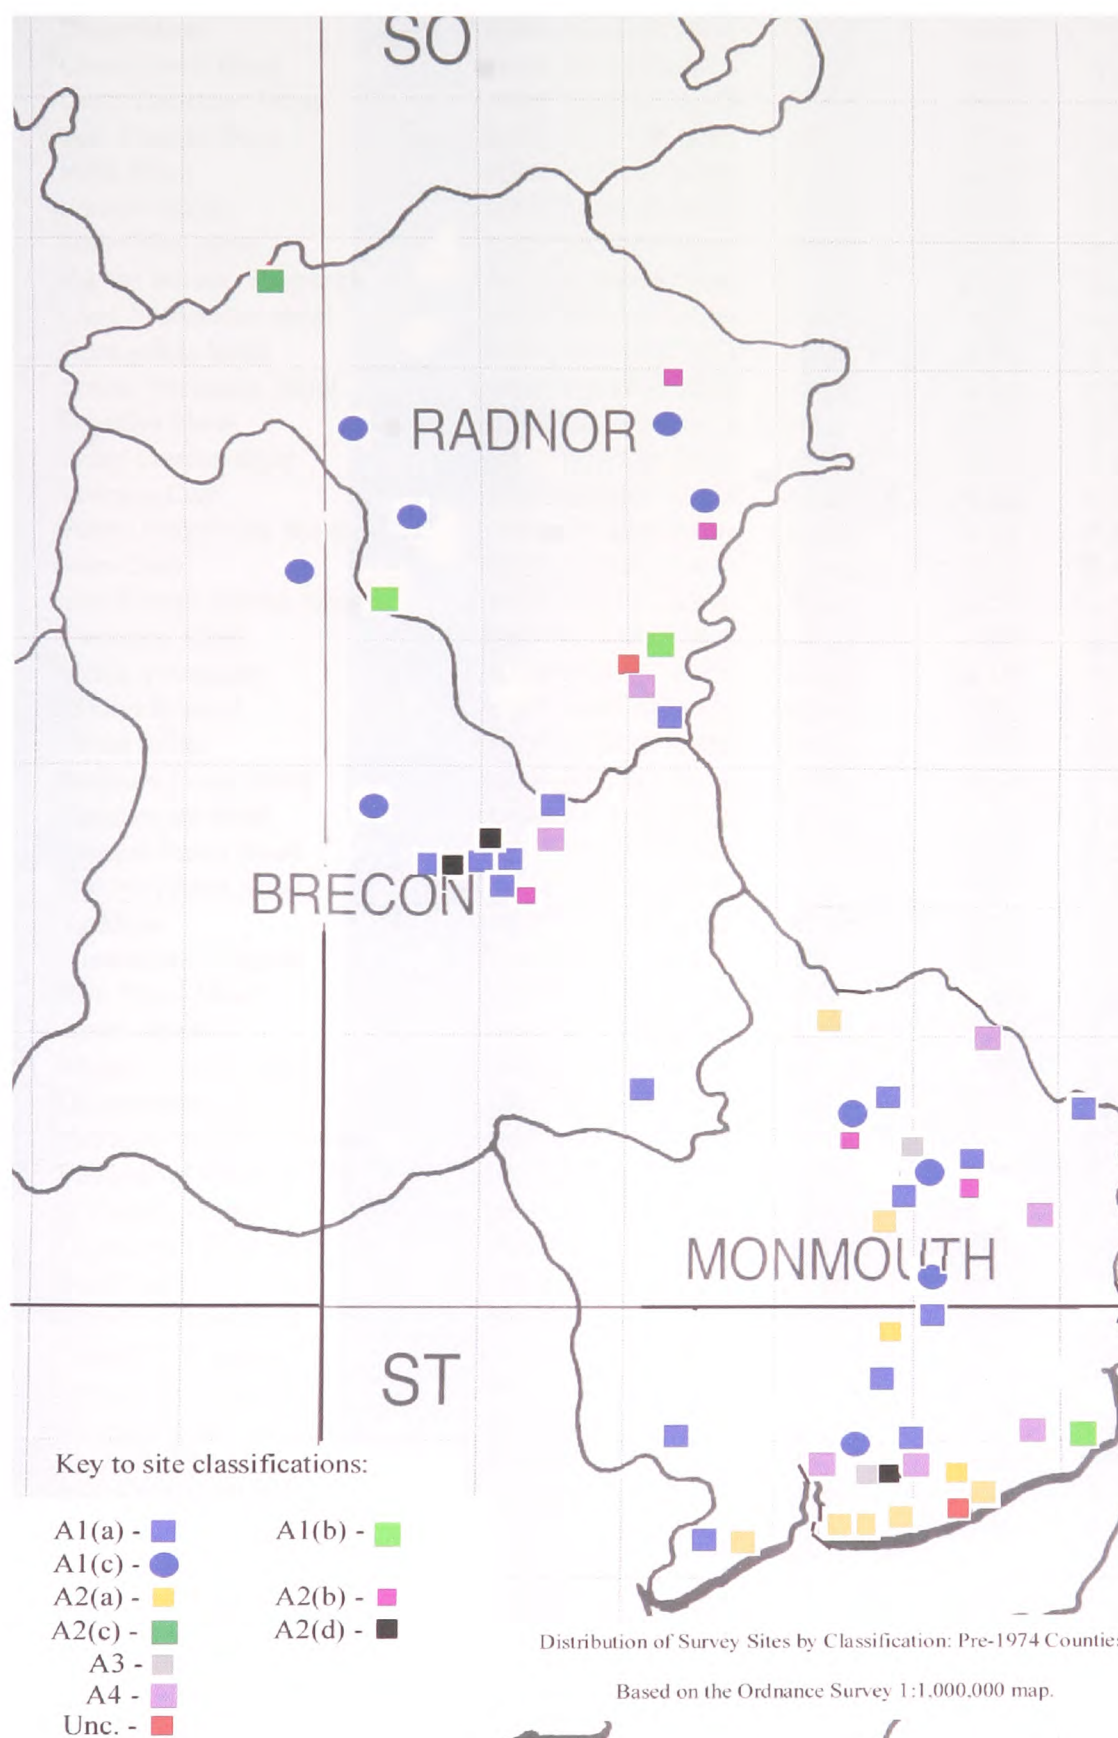 SO
RADNOR
BRECON
MONMOUTH
ST
Key to site classifications:
A1(a) -
A1(b) -
A1(c) -
A2(a) -
A2(b) -
A2(c) -
A2(d) -
A3 -
A4 -
Unc. -
Distribution of Survey Sites by Classification: Pre-1974 Counties
Based on the Ordnance Survey 1:1,000,000 map.